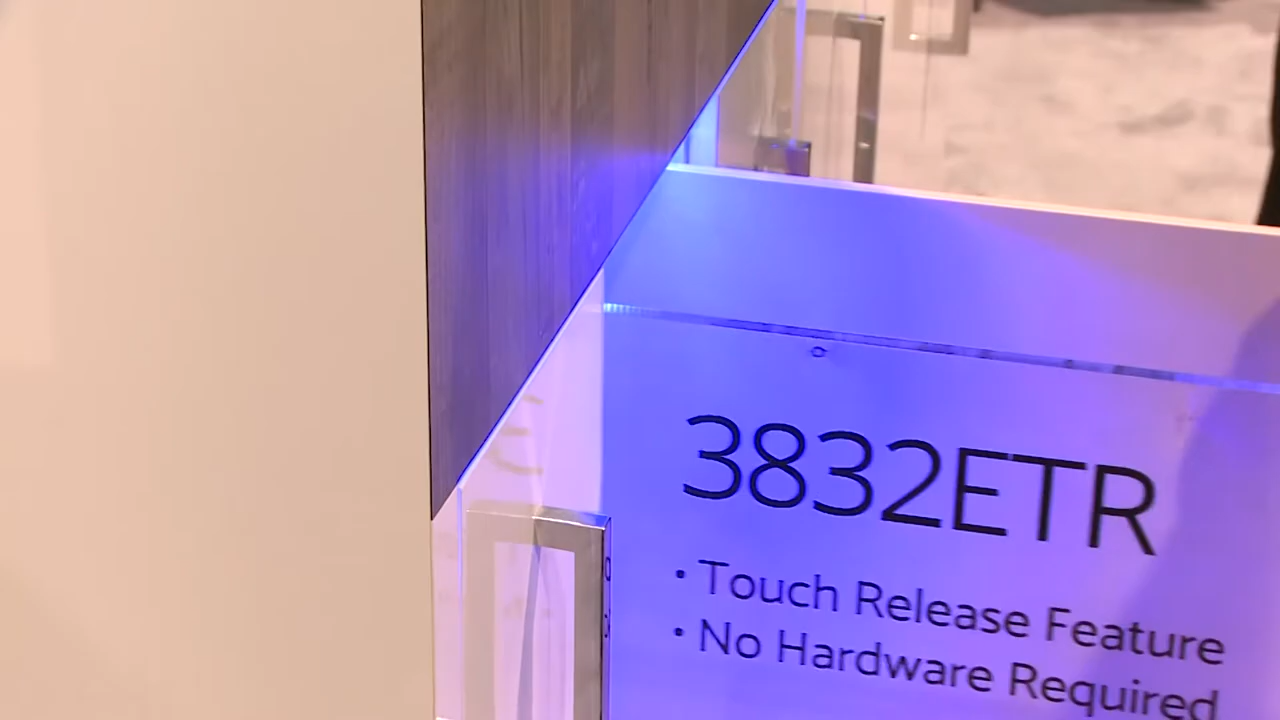 3832ETR
• Touch Release Feature
• No Hardware Required